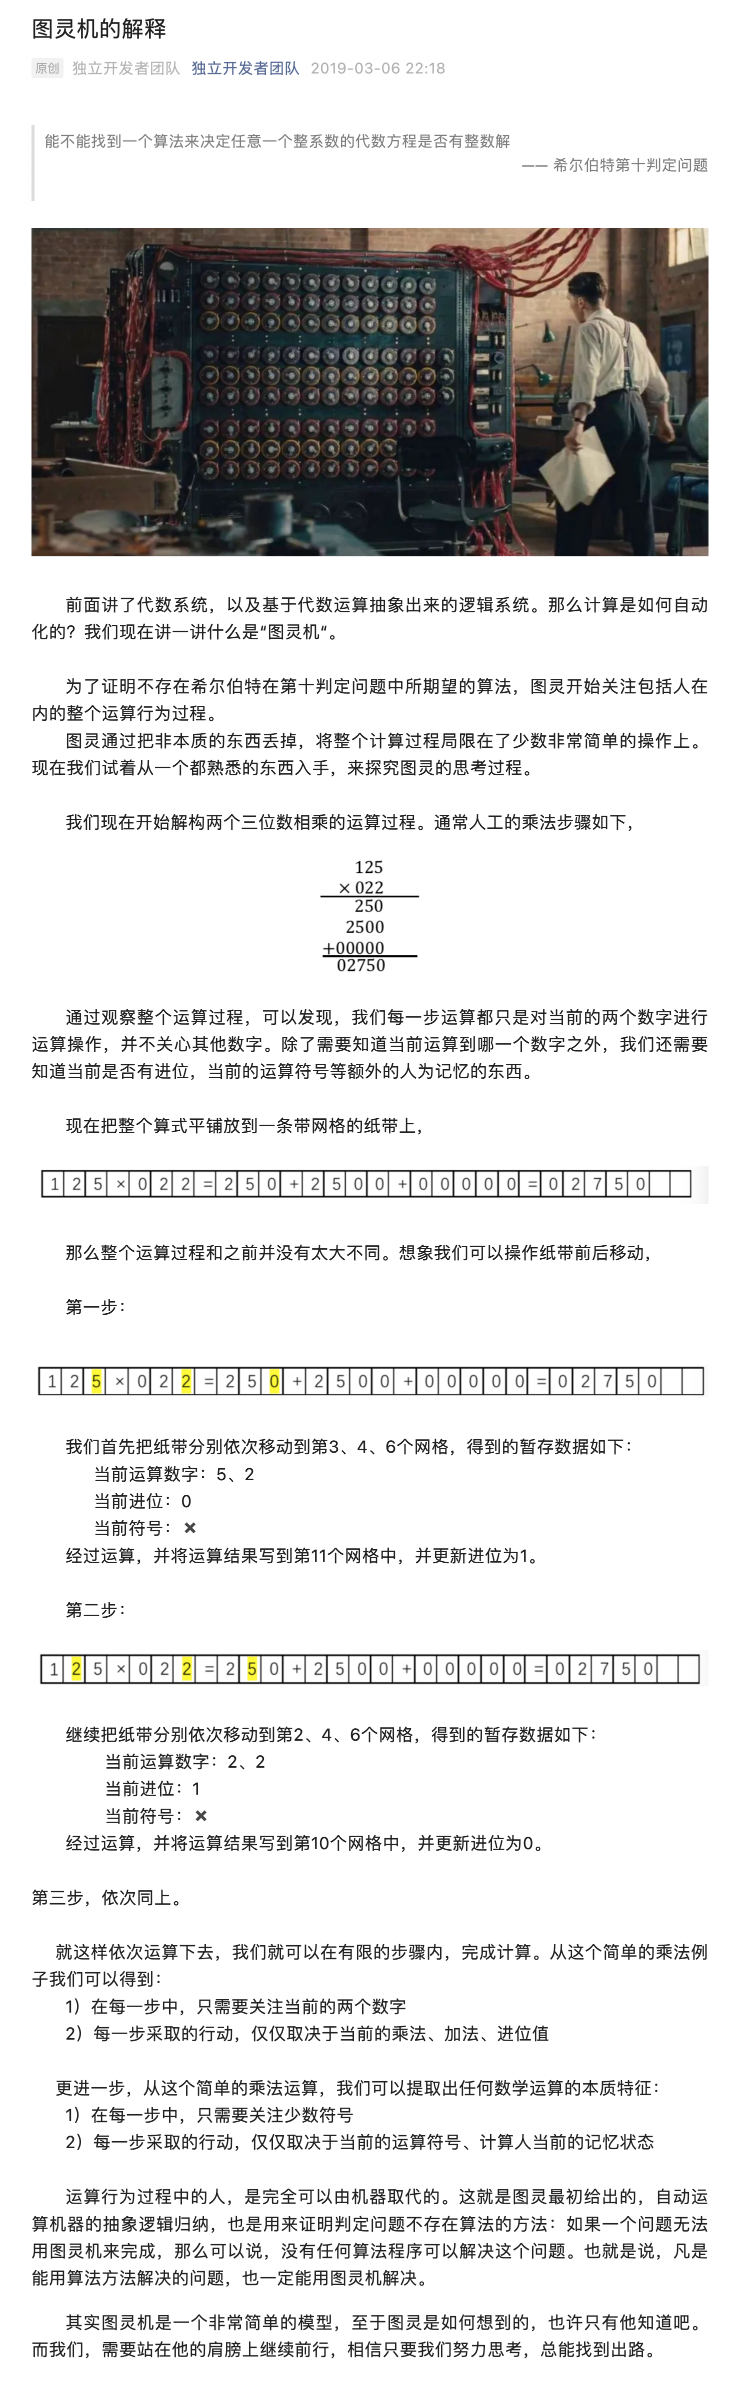 图灵机的解释
原创 独立开发者团队 独立开发者团队 2019-03-06 22:18
能不能找到一个算法来决定任意一个整系数的代数方程是否有整数解
—— 希尔伯特第十判定问题
前面讲了代数系统，以及基于代数运算抽象出来的逻辑系统。那么计算是如何自动
化的？我们现在讲一讲什么是“图灵机“。
为了证明不存在希尔伯特在第十判定问题中所期望的算法，图灵开始关注包括人在
内的整个运算行为过程。
图灵通过把非本质的东西丢掉，将整个计算过程局限在了少数非常简单的操作上。
现在我们试着从一个都熟悉的东西入手，来探究图灵的思考过程。
我们现在开始解构两个三位数相乘的运算过程。通常人工的乘法步骤如下，
125
× 022
250
2500
+00000
02750
通过观察整个运算过程，可以发现，我们每一步运算都只是对当前的两个数字进行
运算操作，并不关心其他数字。除了需要知道当前运算到哪一个数字之外，我们还需要
知道当前是否有进位，当前的运算符号等额外的人为记忆的东西。
现在把整个算式平铺放到一条带网格的纸带上，
1 2 5 × 0 2 2 = 2 5 0 + 2 5 0 0 + 0 0 0 0 0 = 0 2 7 5 0
那么整个运算过程和之前并没有太大不同。想象我们可以操作纸带前后移动，
第一步：
1 2 5 × 0 2 2 = 2 5 0 + 2 5 0 0 + 0 0 0 0 0 = 0 2 7 5 0
我们首先把纸带分别依次移动到第3、4、6个网格，得到的暂存数据如下：
当前运算数字：5、2
当前进位：0
当前符号：✖
经过运算，并将运算结果写到第11个网格中，并更新进位为1。
第二步：
1 2 5 × 0 2 2 = 2 5 0 + 2 5 0 0 + 0 0 0 0 0 = 0 2 7 5 0
继续把纸带分别依次移动到第2、4、6个网格，得到的暂存数据如下：
当前运算数字：2、2
当前进位：1
当前符号：✖
经过运算，并将运算结果写到第10个网格中，并更新进位为0。
第三步，依次同上。
就这样依次运算下去，我们就可以在有限的步骤内，完成计算。从这个简单的乘法例
子我们可以得到：
1）在每一步中，只需要关注当前的两个数字
2）每一步采取的行动，仅仅取决于当前的乘法、加法、进位值
更进一步，从这个简单的乘法运算，我们可以提取出任何数学运算的本质特征：
1）在每一步中，只需要关注少数符号
2）每一步采取的行动，仅仅取决于当前的运算符号、计算人当前的记忆状态
运算行为过程中的人，是完全可以由机器取代的。这就是图灵最初给出的，自动运
算机器的抽象逻辑归纳，也是用来证明判定问题不存在算法的方法：如果一个问题无法
用图灵机来完成，那么可以说，没有任何算法程序可以解决这个问题。也就是说，凡是
能用算法方法解决的问题，也一定能用图灵机解决。
其实图灵机是一个非常简单的模型，至于图灵是如何想到的，也许只有他知道吧。
而我们，需要站在他的肩膀上继续前行，相信只要我们努力思考，总能找到出路。